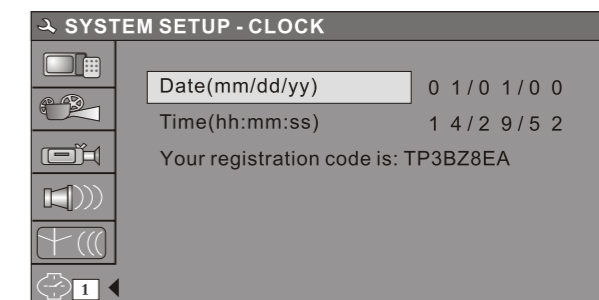 SYSTEM SETUP - CLOCK
Date(mm/dd/yy) 0 1/0 1/0 0
Time(hh:mm:ss) 1 4/2 9/5 2
Your registration code is: TP3BZ8EA
1